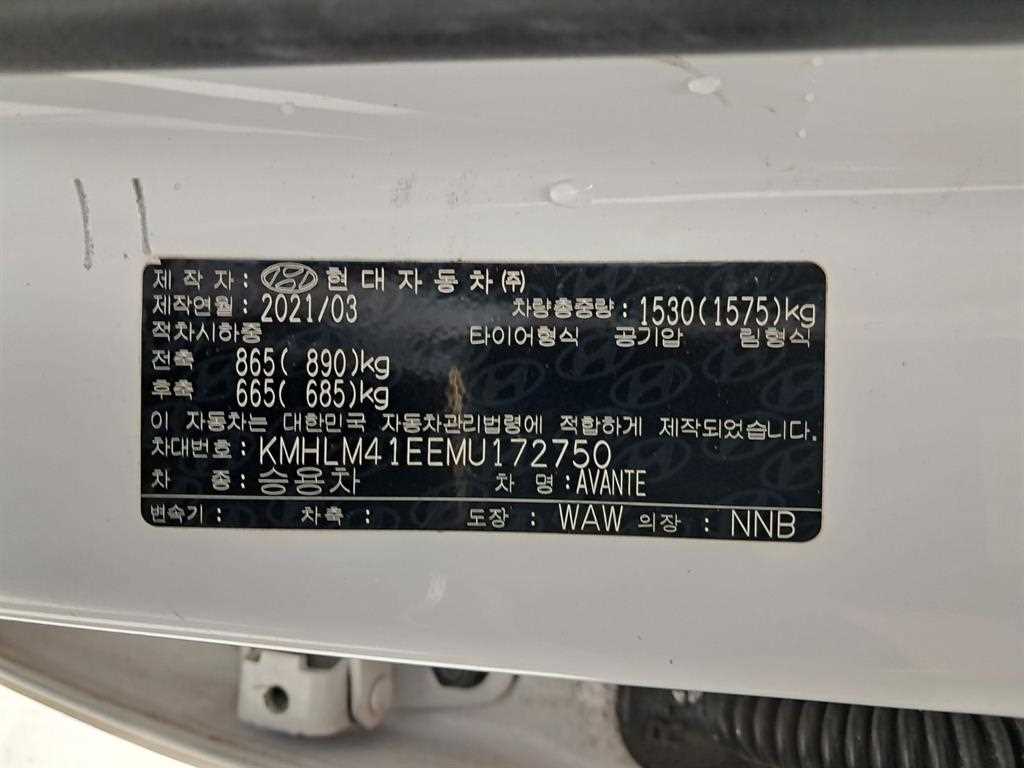 제 작 자 : 현 대 자 동 차 (주)
제작연월 : 2021/03 차량총중량 : 1530(1575)kg
적차시하중 타이어형식 공기압 림형식
전축 865( 890)kg
후축 665( 685)kg
이 자동차는 대한민국 자동차관리법령에 적합하게 제작되었습니다.
차대번호 : KMHLM41EEMU172750
차 종 : 승용차 차 명 : AVANTE
변속기 : 차축 : 도장 : WAW 의장 : NNB